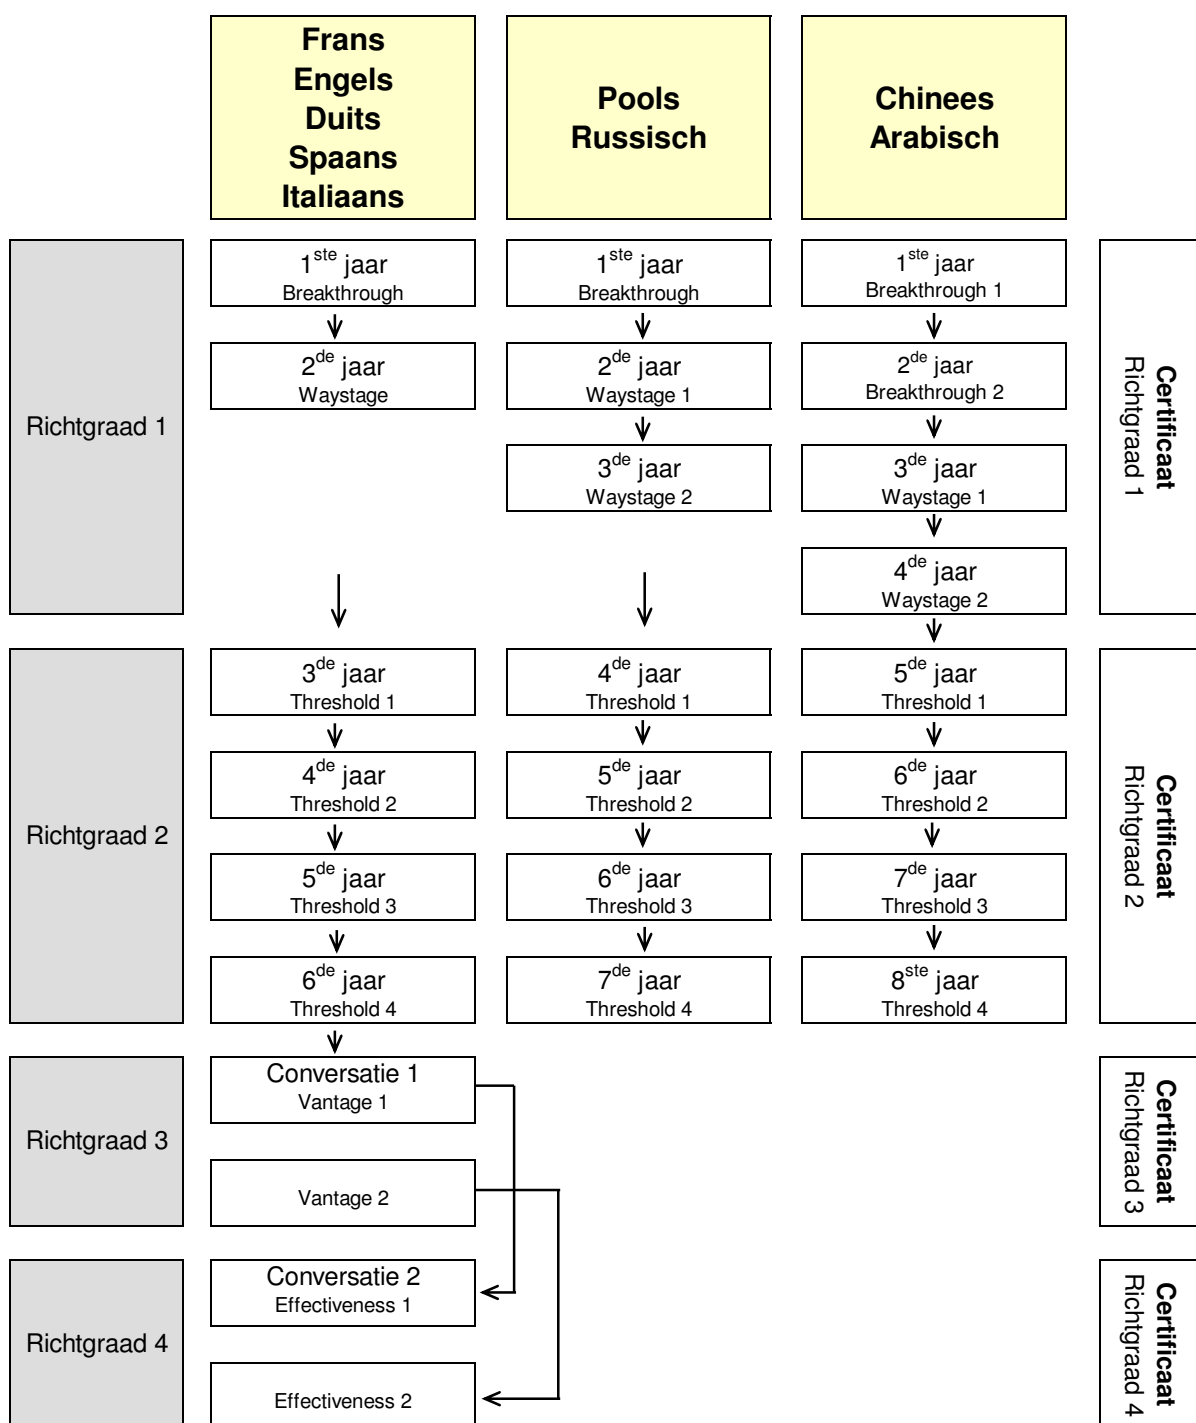 Frans
Engels
Duits
Spaans
Italiaans
Pools
Russisch
Chinees
Arabisch
Richtgraad 1
1ste jaar
Breakthrough
1ste jaar
Breakthrough
1ste jaar
Breakthrough 1
2de jaar
Waystage
2de jaar
Waystage 1
2de jaar
Breakthrough 2
3de jaar
Waystage 2
3de jaar
Waystage 1
4de jaar
Waystage 2
Certificaat
Richtgraad 1
Richtgraad 2
3de jaar
Threshold 1
4de jaar
Threshold 1
5de jaar
Threshold 1
4de jaar
Threshold 2
5de jaar
Threshold 2
6de jaar
Threshold 2
5de jaar
Threshold 3
6de jaar
Threshold 3
7de jaar
Threshold 3
6de jaar
Threshold 4
7de jaar
Threshold 4
8ste jaar
Threshold 4
Certificaat
Richtgraad 2
Richtgraad 3
Conversatie 1
Vantage 1
Vantage 2
Certificaat
Richtgraad 3
Richtgraad 4
Conversatie 2
Effectiveness 1
Effectiveness 2
Certificaat
Richtgraad 4